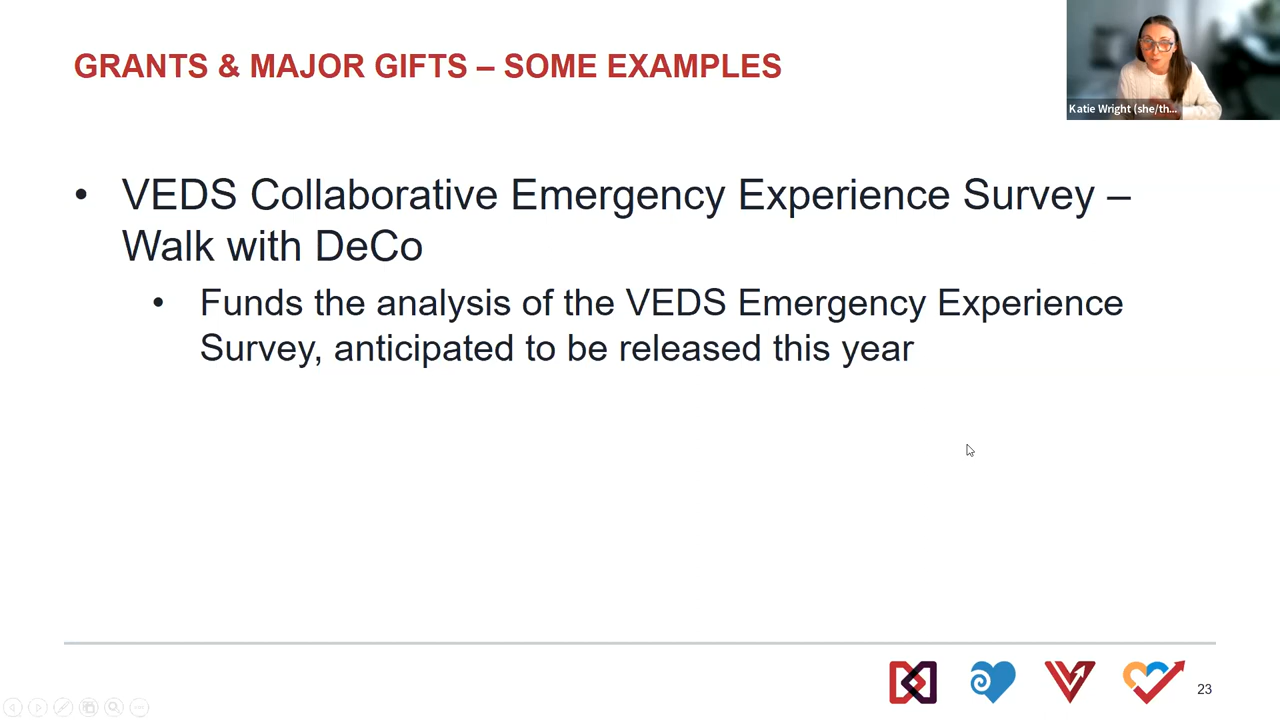 GRANTS & MAJOR GIFTS – SOME EXAMPLES
Katie Wright (she/th...
• VEDS Collaborative Emergency Experience Survey –
Walk with DeCo
• Funds the analysis of the VEDS Emergency Experience
Survey, anticipated to be released this year
23